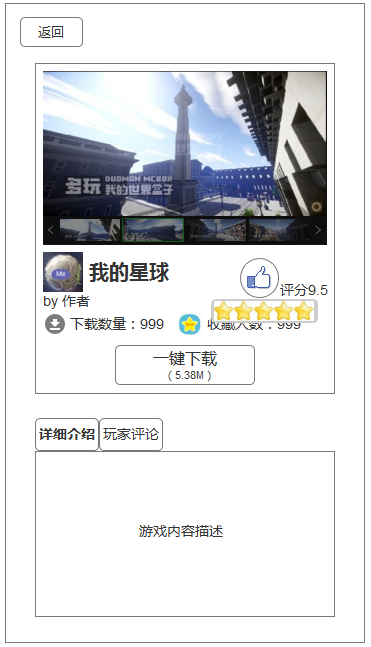 返回
多玩 DUOWAN MCBOX
我的世界盒子
Me
我的星球
评分9.5
by 作者
下载数量：999 收藏人数：999
一键下载
（ 5.38M ）
详细介绍 玩家评论
游戏内容描述